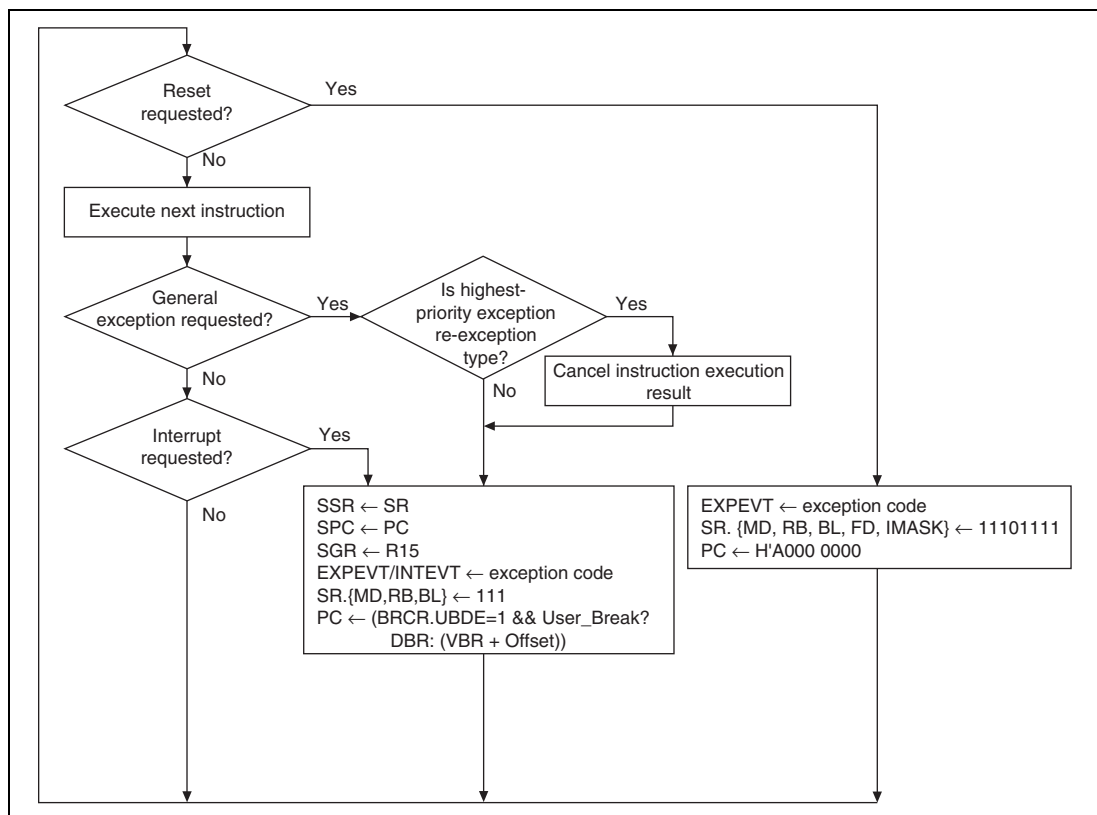 Reset
requested?
Yes
No
Execute next instruction
General
exception requested?
Yes
Is highest-
priority exception
re-exception
type?
Yes
Cancel instruction execution
result
No
No
Interrupt
requested?
Yes
No
SSR ← SR
SPC ← PC
SGR ← R15
EXPEVT/INTEVT ← exception code
SR.{MD,RB,BL} ← 111
PC ← (BRCR.UBDE=1 && User_Break?
DBR: (VBR + Offset))
EXPEVT ← exception code
SR. {MD, RB, BL, FD, IMASK} ← 11101111
PC ← H'A000 0000